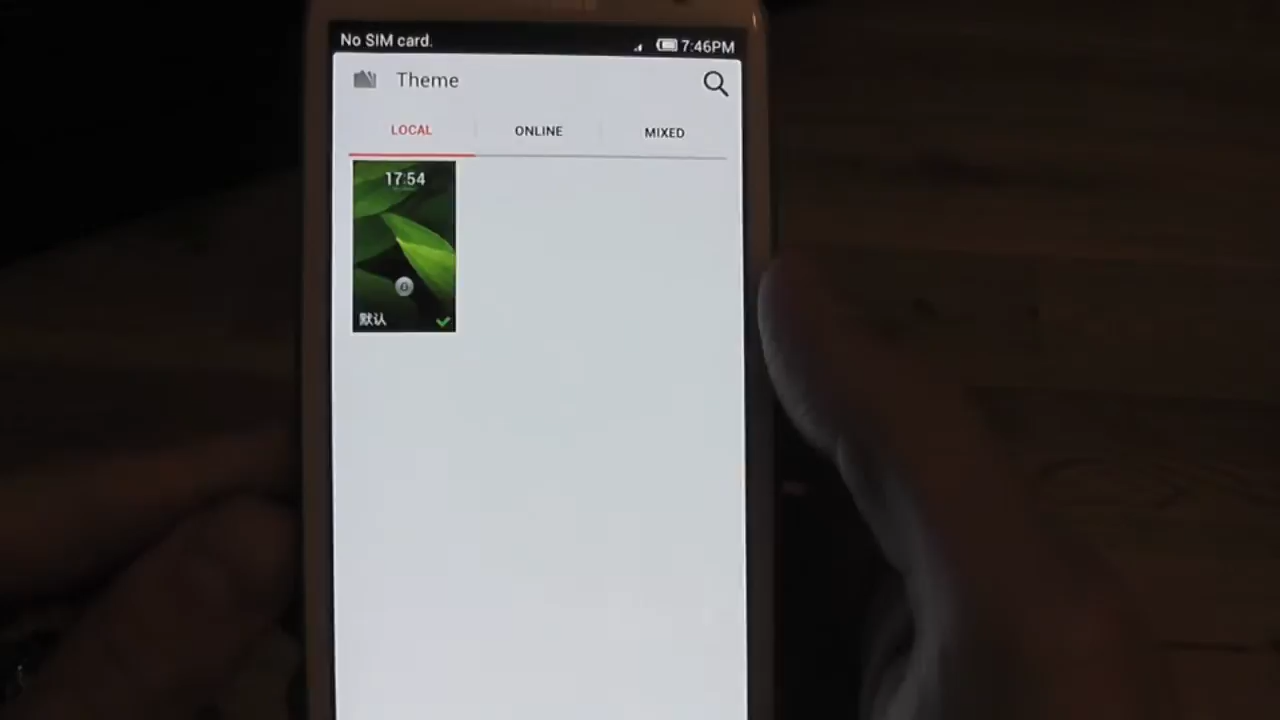 No SIM card.
7:46PM
Theme
LOCAL
ONLINE
MIXED
17:54
默认